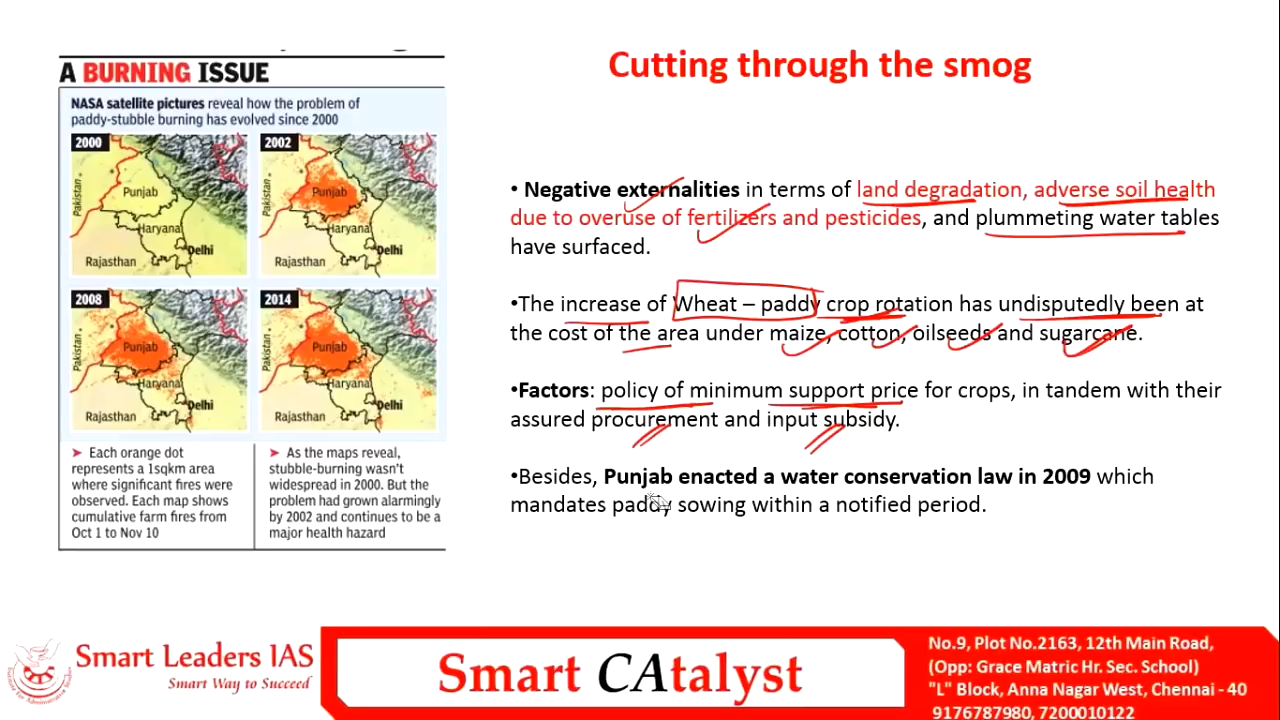 Cutting through the smog
A BURNING ISSUE
NASA satellite pictures reveal how the problem of
paddy-stubble burning has evolved since 2000
2000
Pakistan
Punjab
Haryana
Delhi
Rajasthan
2002
Pakistan
Punjab
Haryana
Delhi
Rajasthan
2008
Pakistan
Punjab
Haryana
Delhi
Rajasthan
2014
Pakistan
Punjab
Haryana
Delhi
Rajasthan
➤ Each orange dot
represents a 1sqkm area
where significant fires were
observed. Each map shows
cumulative farm fires from
Oct 1 to Nov 10
➤ As the maps reveal,
stubble-burning wasn't
widespread in 2000. But the
problem had grown alarmingly
by 2002 and continues to be a
major health hazard
• Negative externalities in terms of land degradation, adverse soil health
due to overuse of fertilizers and pesticides, and plummeting water tables
have surfaced.
•The increase of Wheat – paddy crop rotation has undisputedly been at
the cost of the area under maize, cotton, oilseeds and sugarcane.
•Factors: policy of minimum support price for crops, in tandem with their
assured procurement and input subsidy.
•Besides, Punjab enacted a water conservation law in 2009 which
mandates paddy sowing within a notified period.
Smart Leaders IAS
Smart Way to Succeed
Smart CAtalyst
No.9, Plot No.2163, 12th Main Road,
(Opp: Grace Matric Hr. Sec. School)
"L" Block, Anna Nagar West, Chennai - 40
9176787980, 7200010122